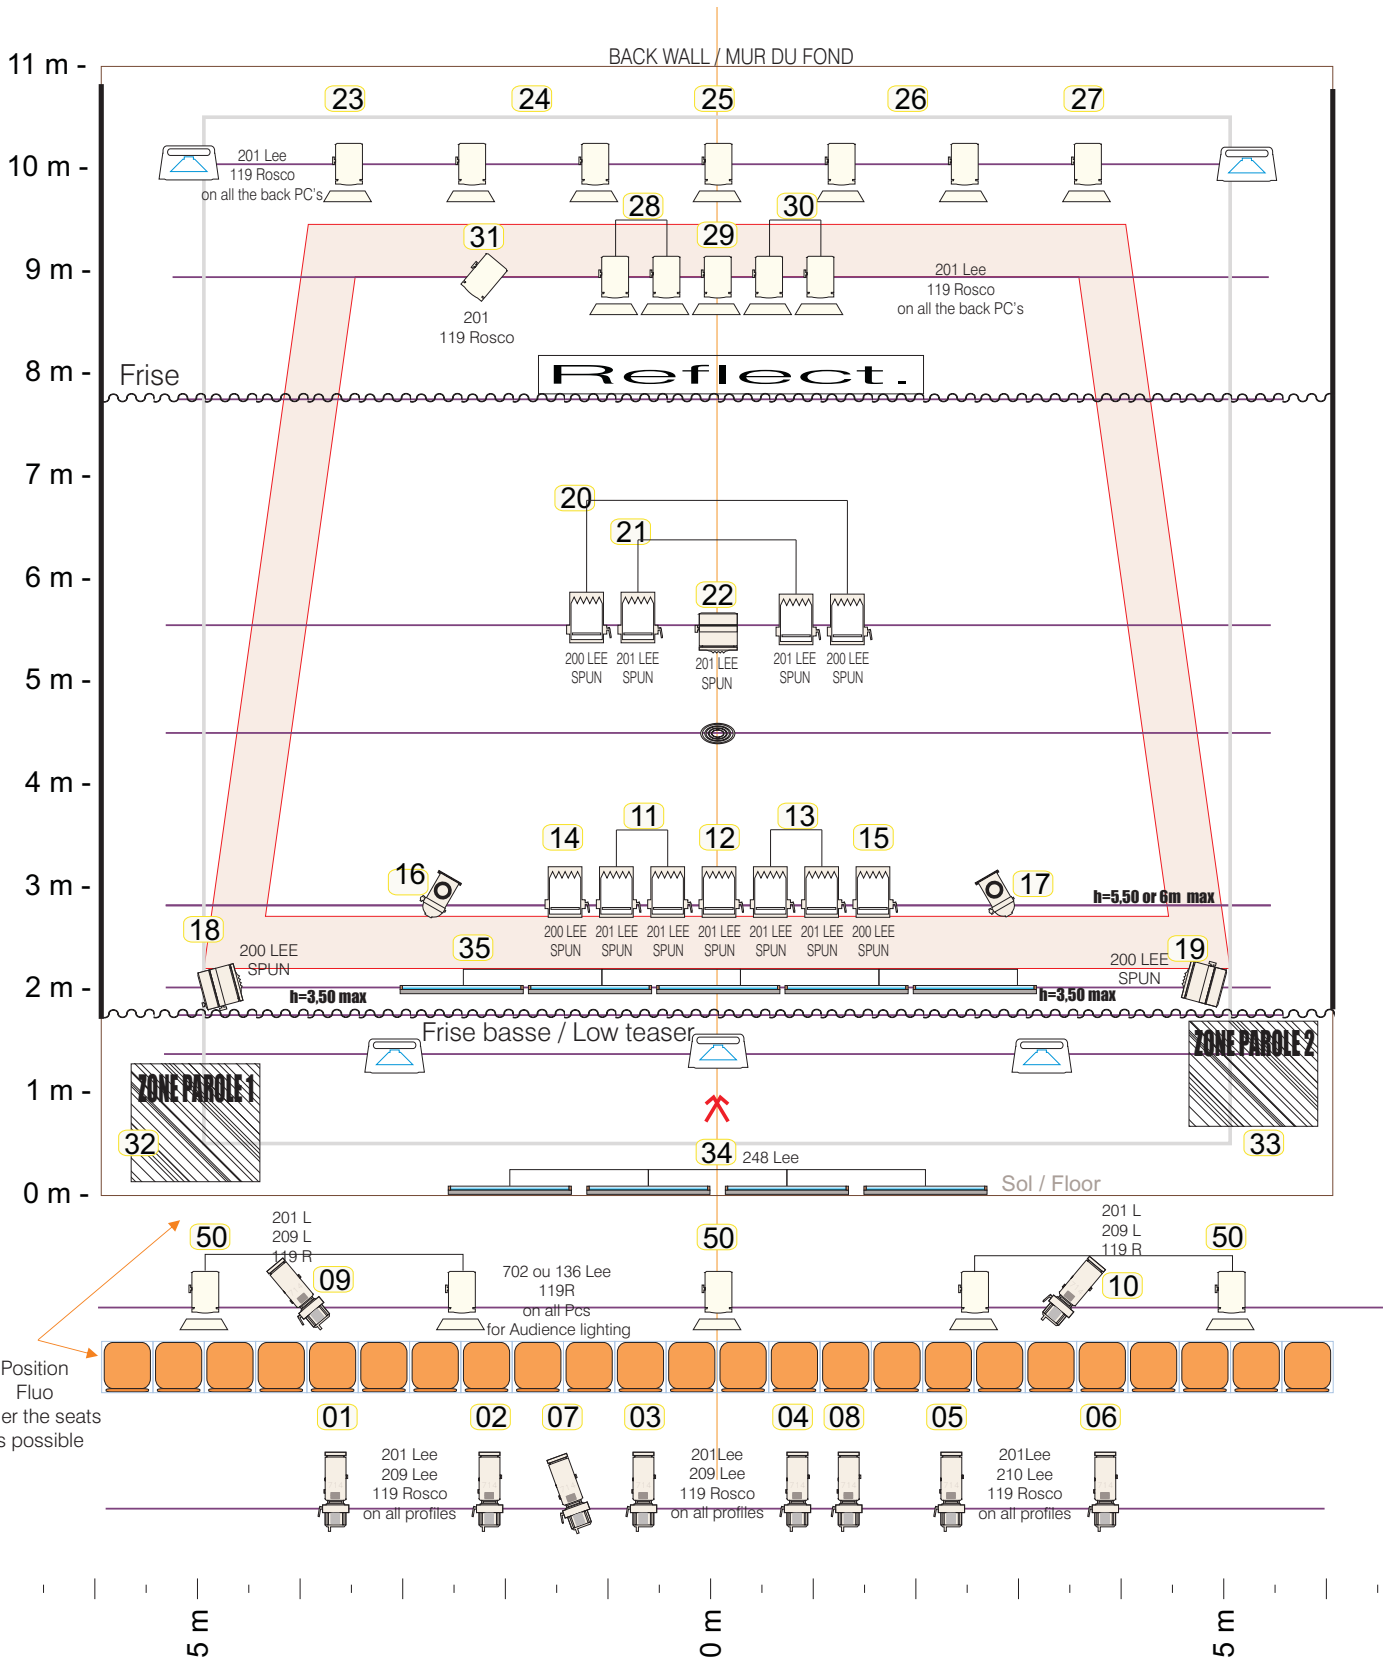 BACK WALL / MUR DU FOND
11 m -
23 24 25 26 27
10 m -
201 Lee
119 Rosco
on all the back PC's
28 29 30
31
9 m -
201 Lee
119 Rosco
on all the back PC's
201
119 Rosco
8 m -
Frise
Reflect.
7 m -
20
21
6 m -
22
200 LEE
SPUN
201 LEE
SPUN
201 LEE
SPUN
201 LEE
SPUN
200 LEE
SPUN
5 m -
4 m -
14 11 12 13 15
16 17
3 m -
h=5,50 or 6m max
18
200 LEE
SPUN
35
200 LEE
SPUN
201 LEE
SPUN
201 LEE
SPUN
201 LEE
SPUN
201 LEE
SPUN
201 LEE
SPUN
200 LEE
SPUN
200 LEE
SPUN
19
2 m -
h=3,50 max
h=3,50 max
Frise basse / Low teaser
ZONE PAROLE 2
1 m -
ZONE PAROLE 1
32
33
34
248 Lee
0 m -
Sol / Floor
50
201 L
209 L
119 R
09
50
201 L
209 L
119 R
10
50
702 ou 136 Lee
119R
on all Pcs
for Audience lighting
Position
Fluo
er the seats
s possible
01 02 07 03 04 08 05 06
201 Lee
209 Lee
119 Rosco
on all profiles
201Lee
209 Lee
119 Rosco
on all profiles
201Lee
210 Lee
119 Rosco
on all profiles
5 m
0 m
5 m